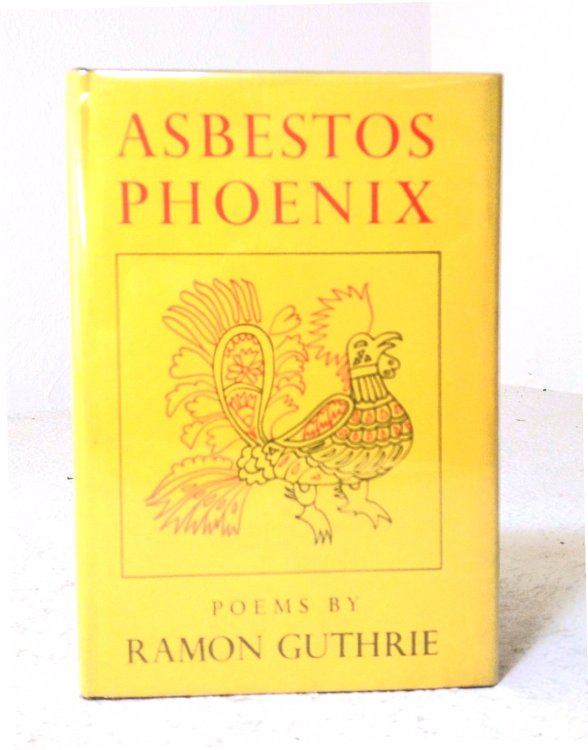 ASBESTOS
PHOENIX
POEMS BY
RAMON GUTHRIE